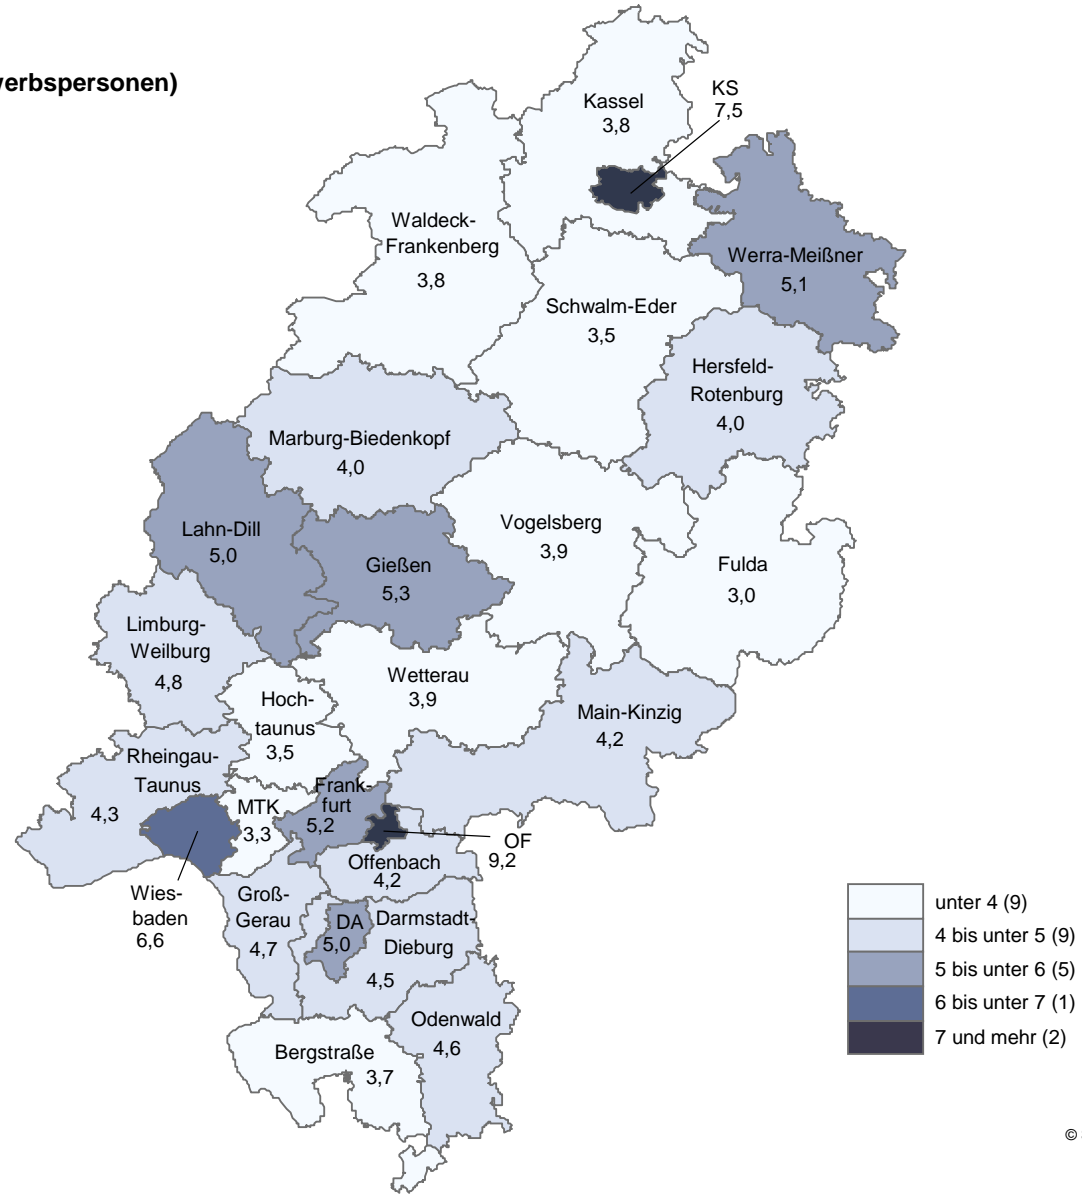 werbspersonen)
KS
7,5
Kassel
3,8
Waldeck-
Frankenberg
3,8
Werra-Meißner
5,1
Schwalm-Eder
3,5
Hersfeld-
Rotenburg
4,0
Marburg-Biedenkopf
4,0
Vogelsberg
3,9
Lahn-Dill
5,0
Gießen
5,3
Fulda
3,0
Limburg-
Weilburg
4,8
Wetterau
3,9
Hoch-
taunus
3,5
Main-Kinzig
4,2
Rheingau-
Taunus
4,3
Frank-
furt
5,2
MTK
3,3
OF
9,2
Offenbach
4,2
Wies-
baden
6,6
Groß-
Gerau
4,7
DA
5,0
Darmstadt-
Dieburg
4,5
Odenwald
4,6
Bergstraße
3,7
unter 4 (9)
4 bis unter 5 (9)
5 bis unter 6 (5)
6 bis unter 7 (1)
7 und mehr (2)
©